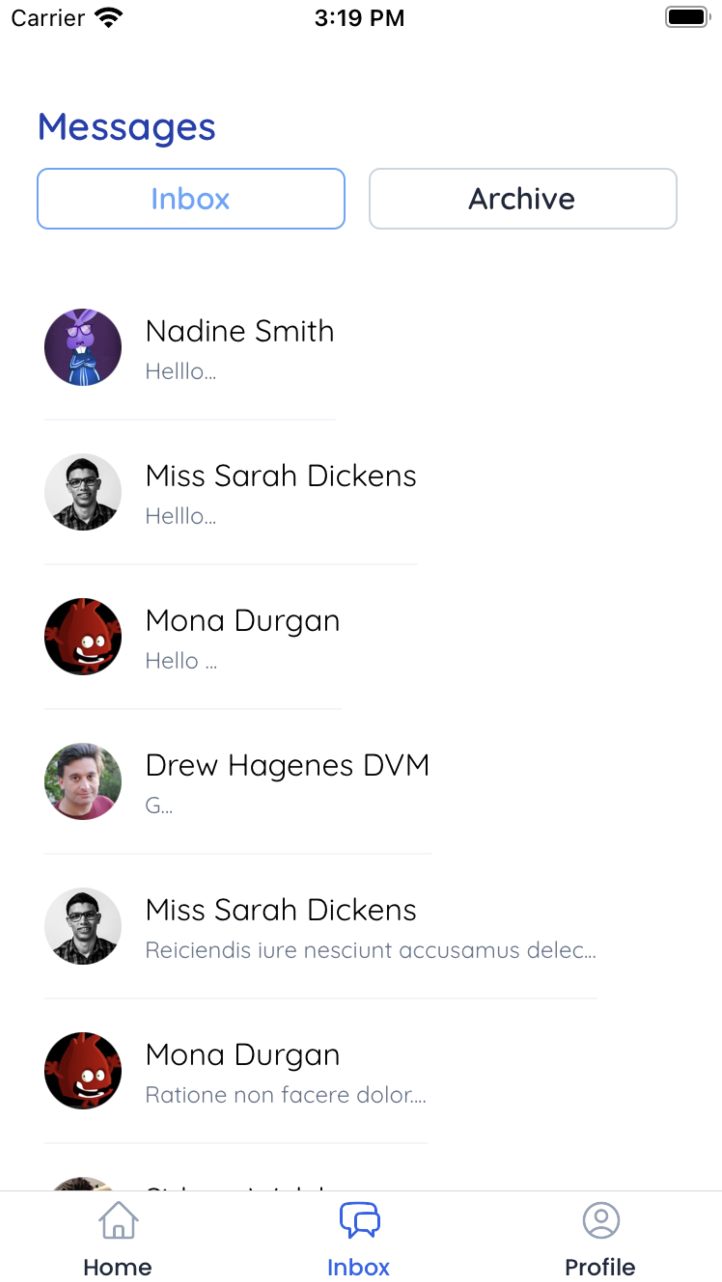 Carrier 3:19 PM
Messages
Inbox Archive
Nadine Smith
Helllo...
Miss Sarah Dickens
Helllo...
Mona Durgan
Hello ...
Drew Hagenes DVM
G...
Miss Sarah Dickens
Reiciendis iure nesciunt accusamus delec...
Mona Durgan
Ratione non facere dolor....
Home Inbox Profile